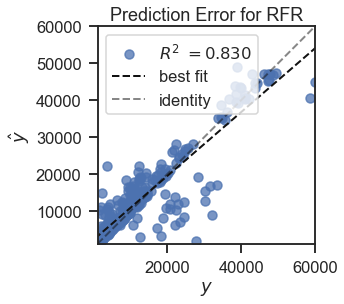 Prediction Error for RFR
R² = 0.830
best fit
identity
60000
50000
40000
30000
20000
10000
ŷ
20000 40000 60000
y